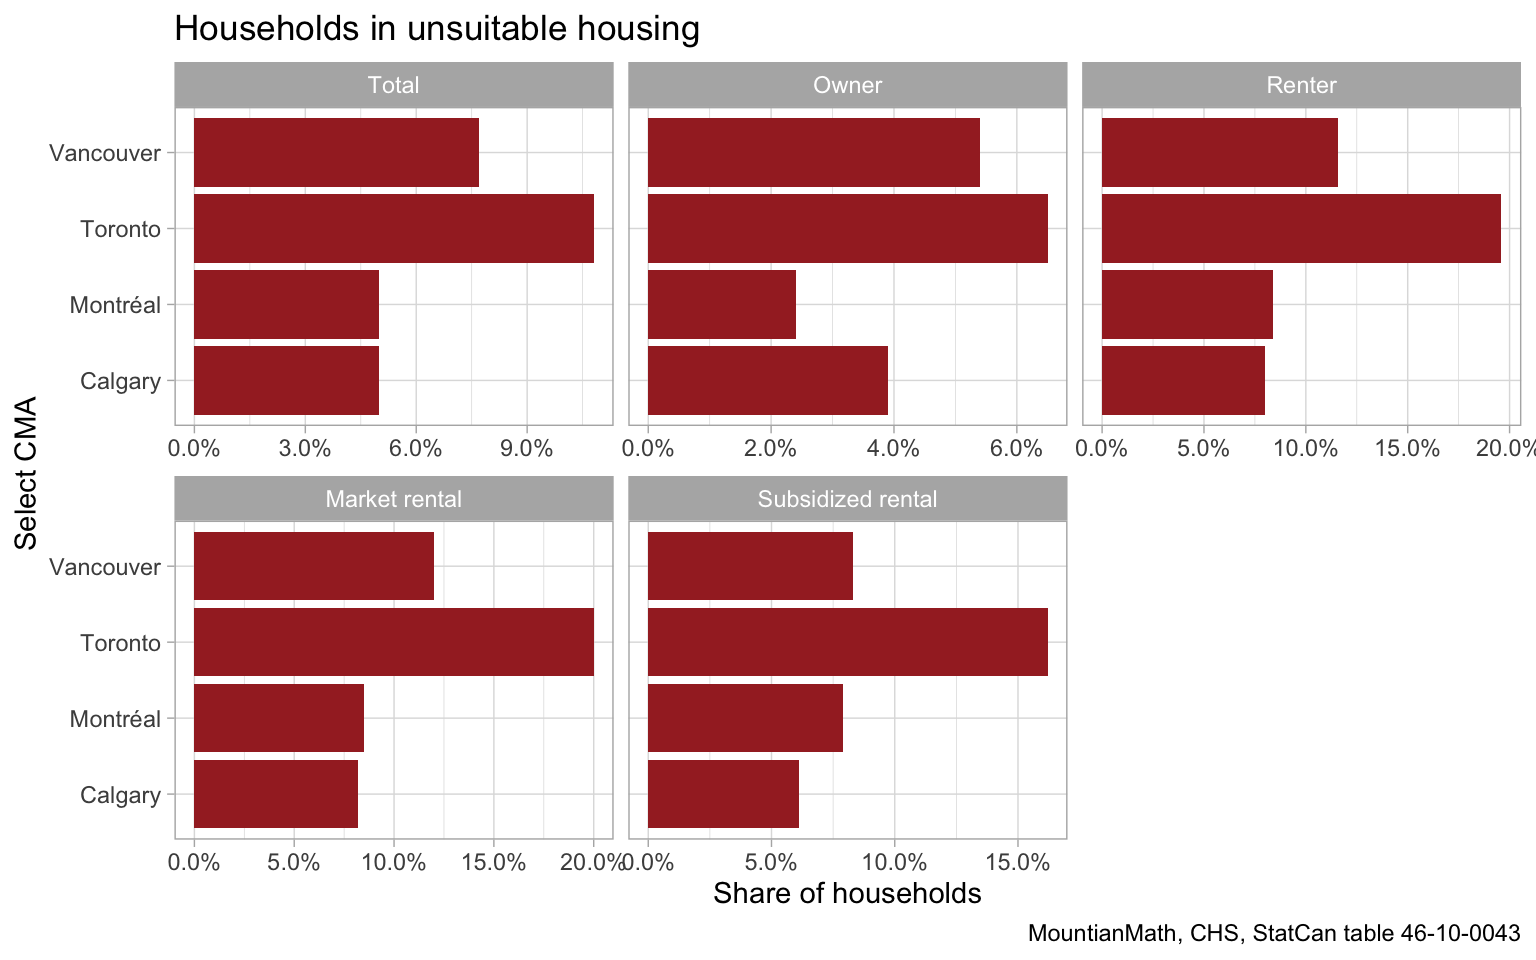 Households in unsuitable housing
Total
Owner
Renter
Vancouver
Toronto
Montréal
Calgary
0.0% 3.0% 6.0% 9.0%
0.0% 2.0% 4.0% 6.0%
0.0% 5.0% 10.0% 15.0% 20.0%
Select CMA
Market rental
Subsidized rental
Vancouver
Toronto
Montréal
Calgary
0.0% 5.0% 10.0% 15.0% 20.0%
0.0% 5.0% 10.0% 15.0%
Share of households
MountianMath, CHS, StatCan table 46-10-0043